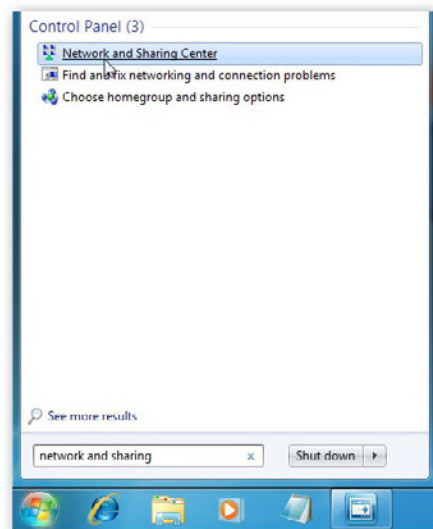 Control Panel (3)
Network and Sharing Center
Find and fix networking and connection problems
Choose homegroup and sharing options
See more results
network and sharing x Shut down